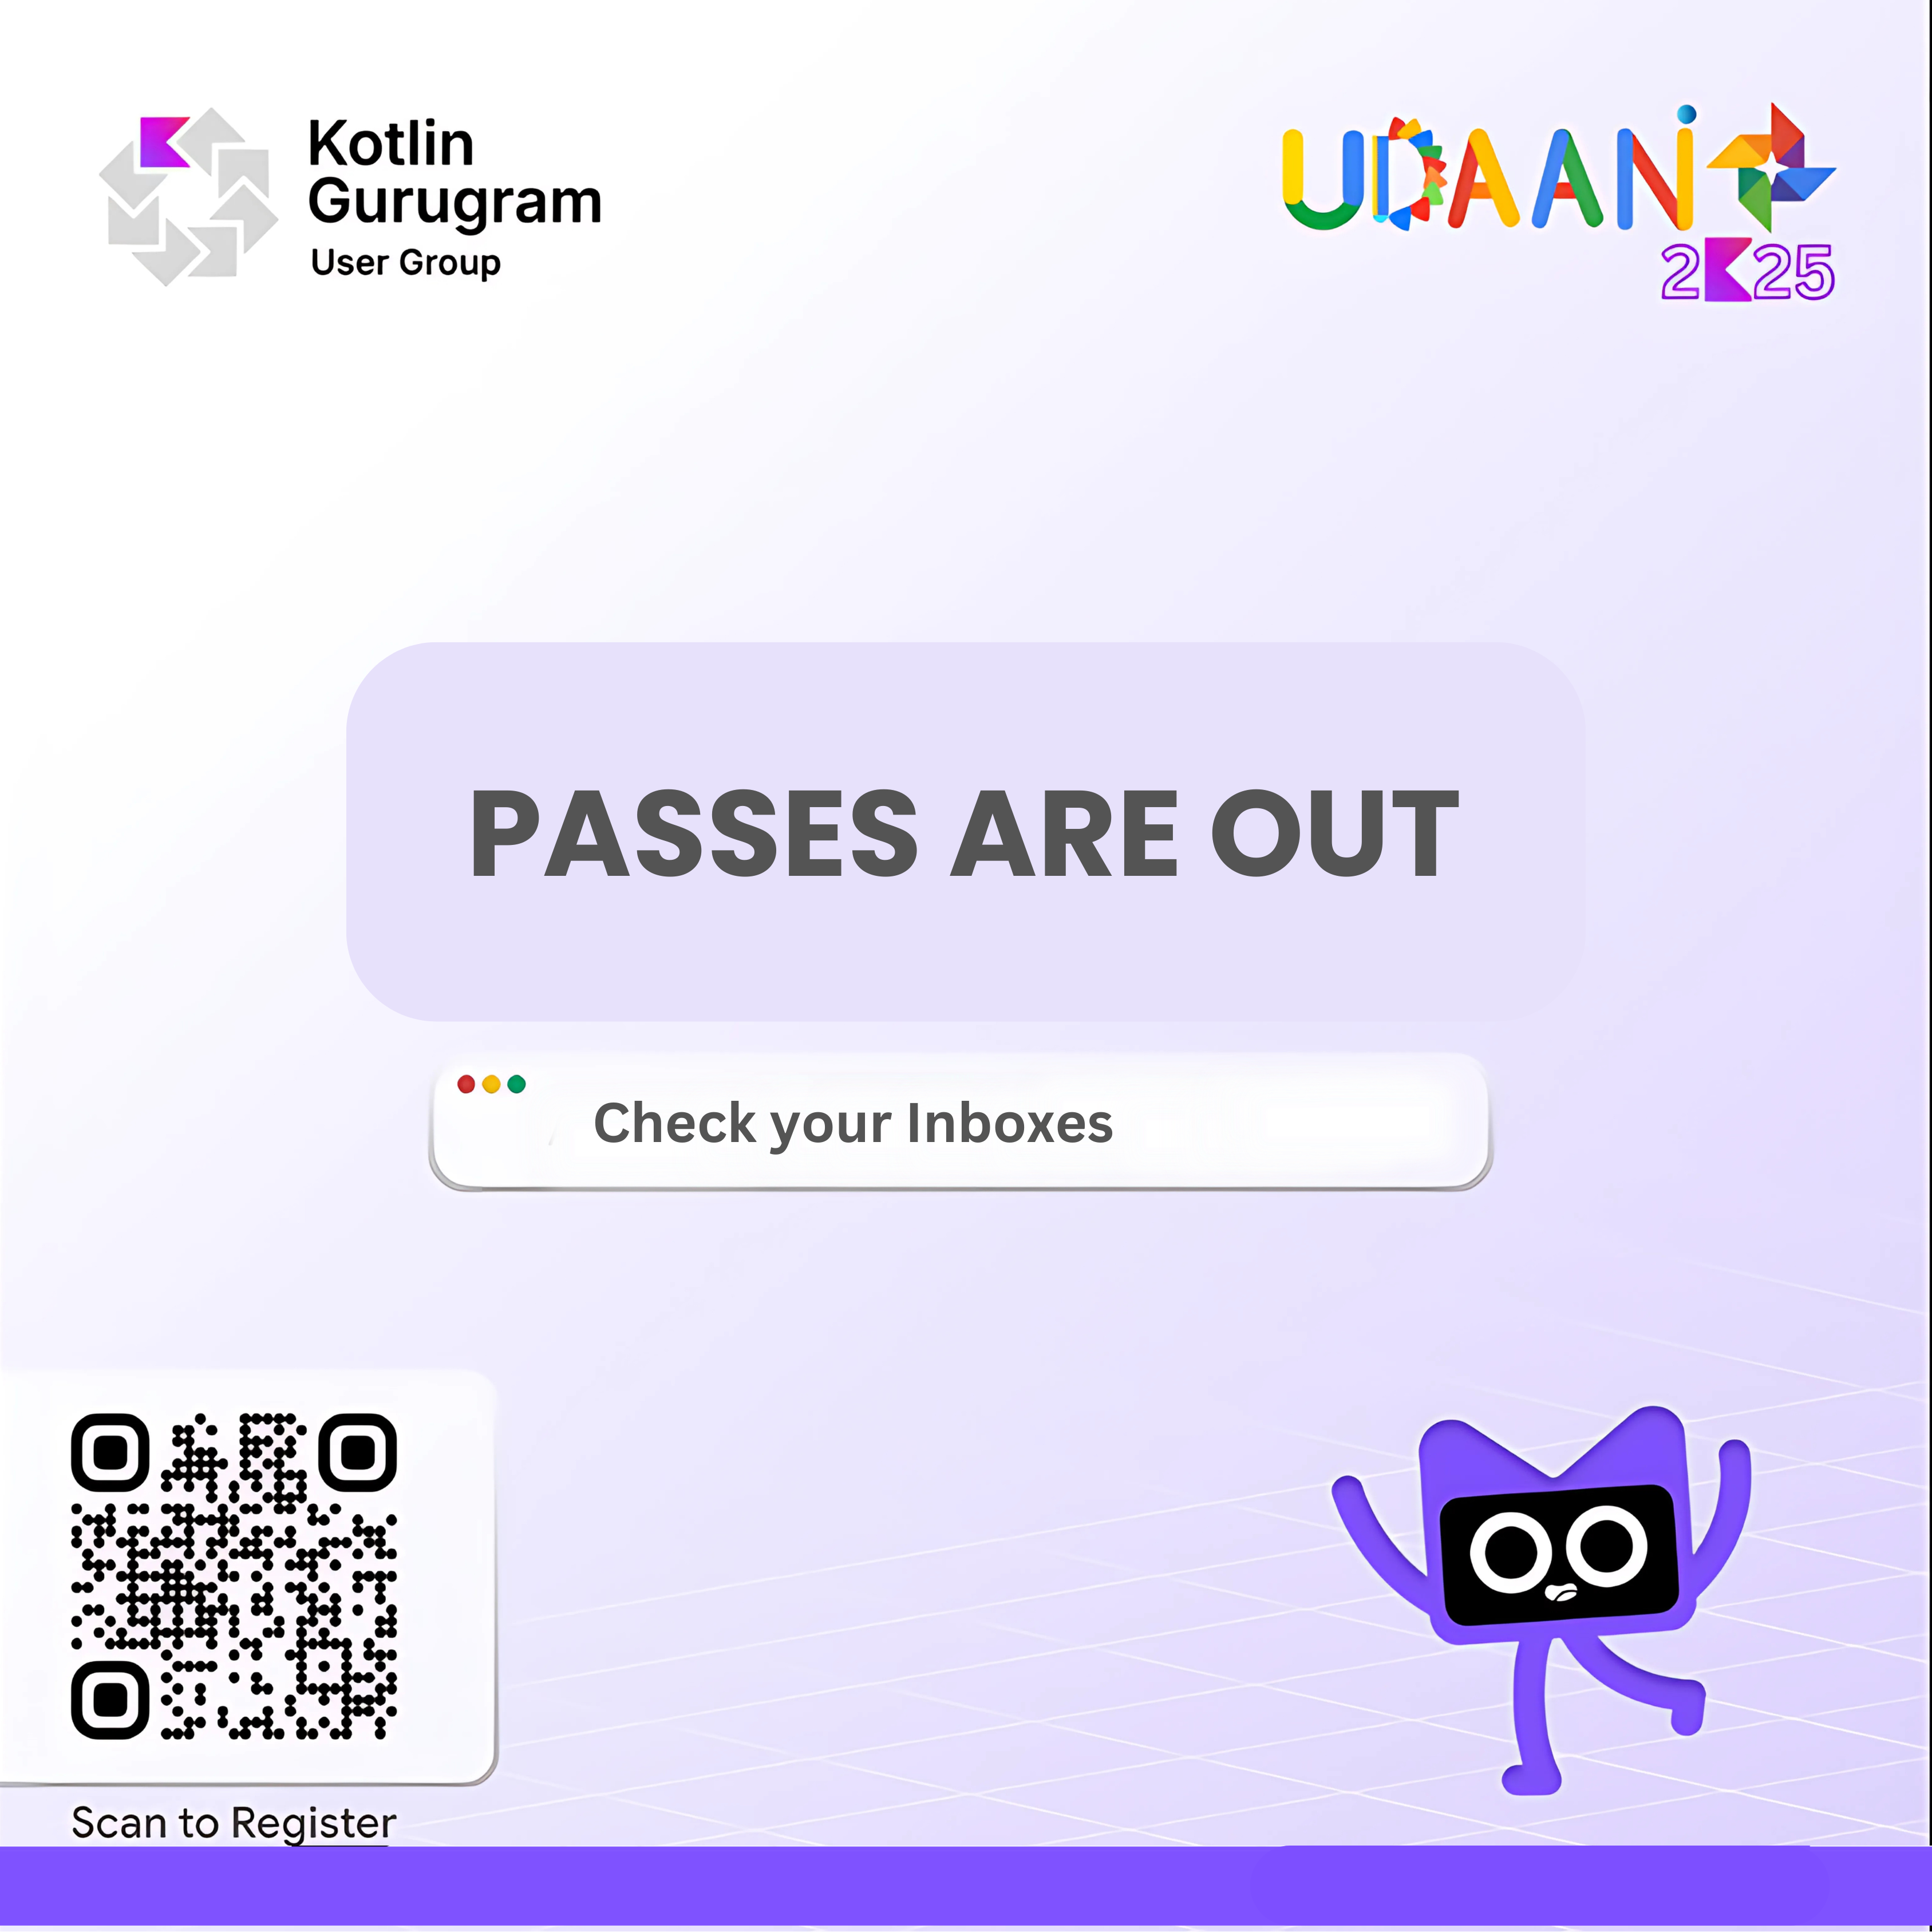 Kotlin
Gurugram
User Group
UDAAN
2K25
PASSES ARE OUT
Check your Inboxes
Scan to Register